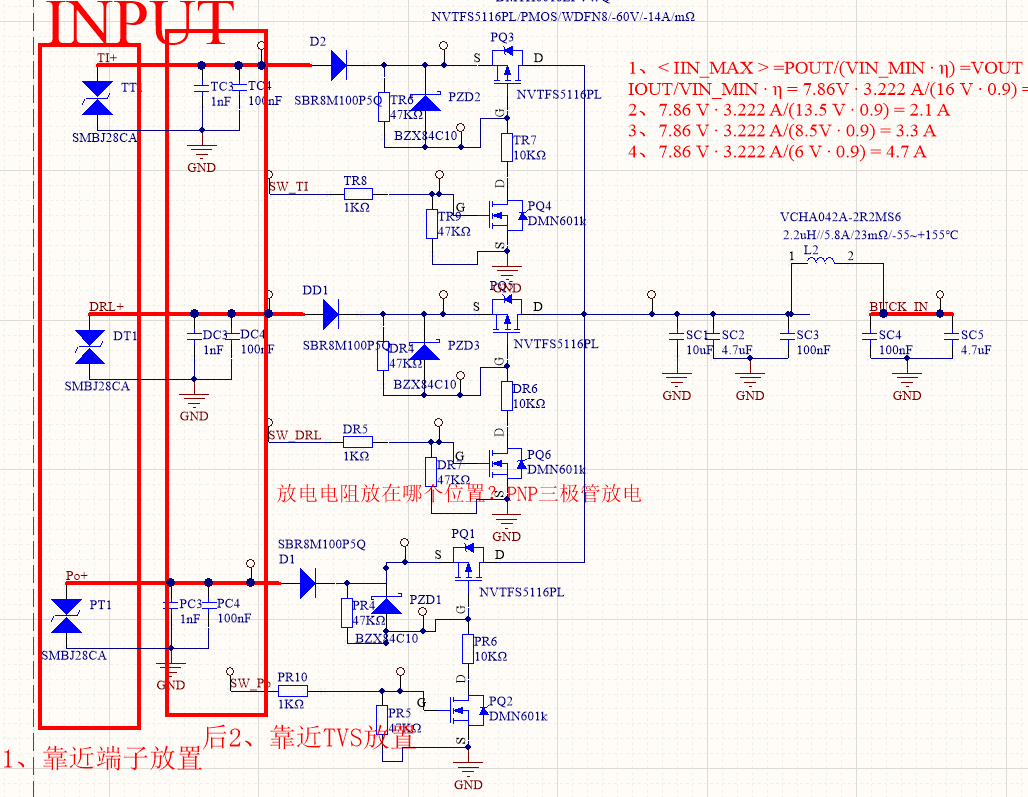 INPUT
NVTFS5116PL/PMOS/WDFN8/-60V/-14A/mΩ
1、< IIN_MAX > =POUT/(VIN_MIN · η) =VOUT
IOUT/VIN_MIN · η = 7.86V · 3.222 A/(16 V · 0.9) =
2、 7.86 V · 3.222 A/(13.5 V · 0.9) = 2.1 A
3、 7.86 V · 3.222 A/(8.5V · 0.9) = 3.3 A
4、 7.86 V · 3.222 A/(6 V · 0.9) = 4.7 A
TI+
SMBJ28CA
TC3
1nF
TC4
100nF
GND
D2
SBR8M100P5Q
TR6
47KΩ
PZD2
BZX84C10
PQ3
S
D
G
NVTFS5116PL
TR7
10KΩ
SW_TI
TR8
1KΩ
TR9
47KΩ
D
G
S
PQ4
DMN601k
GND
DRL+
DT1
SMBJ28CA
DC3
1nF
DC4
100nF
GND
DD1
SBR8M100P5Q
DR4
47KΩ
PZD3
BZX84C10
PQ5
S
D
G
NVTFS5116PL
DR6
10KΩ
SW_DRL
DR5
1KΩ
DR7
47KΩ
D
G
S
PQ6
DMN601k
GND
放电电阻放在哪个位置？PNP三极管放电
VCHA042A-2R2MS6
2.2uH//5.8A/23mΩ/-55~+155℃
L2
1
2
BUCK_IN
SC1
10uF
SC2
4.7uF
SC3
100nF
SC4
100nF
SC5
4.7uF
GND
GND
GND
Po+
PT1
SMBJ28CA
PC3
1nF
PC4
100nF
GND
SBR8M100P5Q
D1
PR4
47KΩ
PZD1
BZX84C10
PQ1
S
D
G
NVTFS5116PL
PR6
10KΩ
PR10
1KΩ
PR5
47KΩ
D
G
S
PQ2
DMN601k
GND
后2、靠近TVS放置
1、靠近端子放置